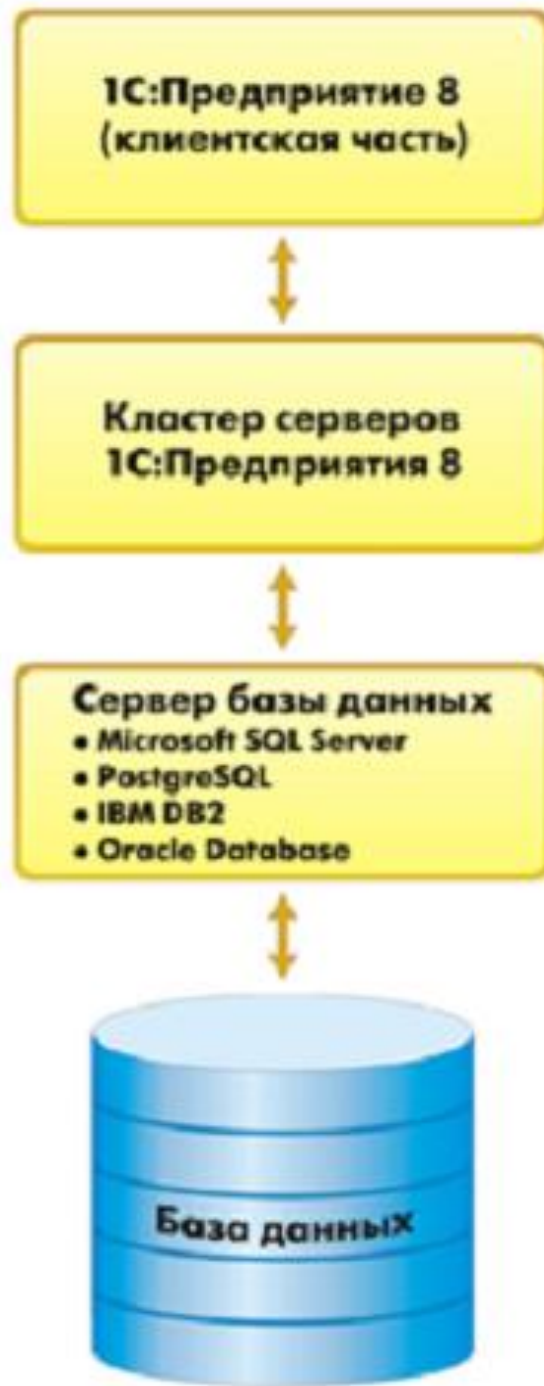 1С:Предприятие 8
(клиентская часть)
Кластер серверов
1С:Предприятия 8
Сервер базы данных
• Microsoft SQL Server
• PostgreSQL
• IBM DB2
• Oracle Database
База данных